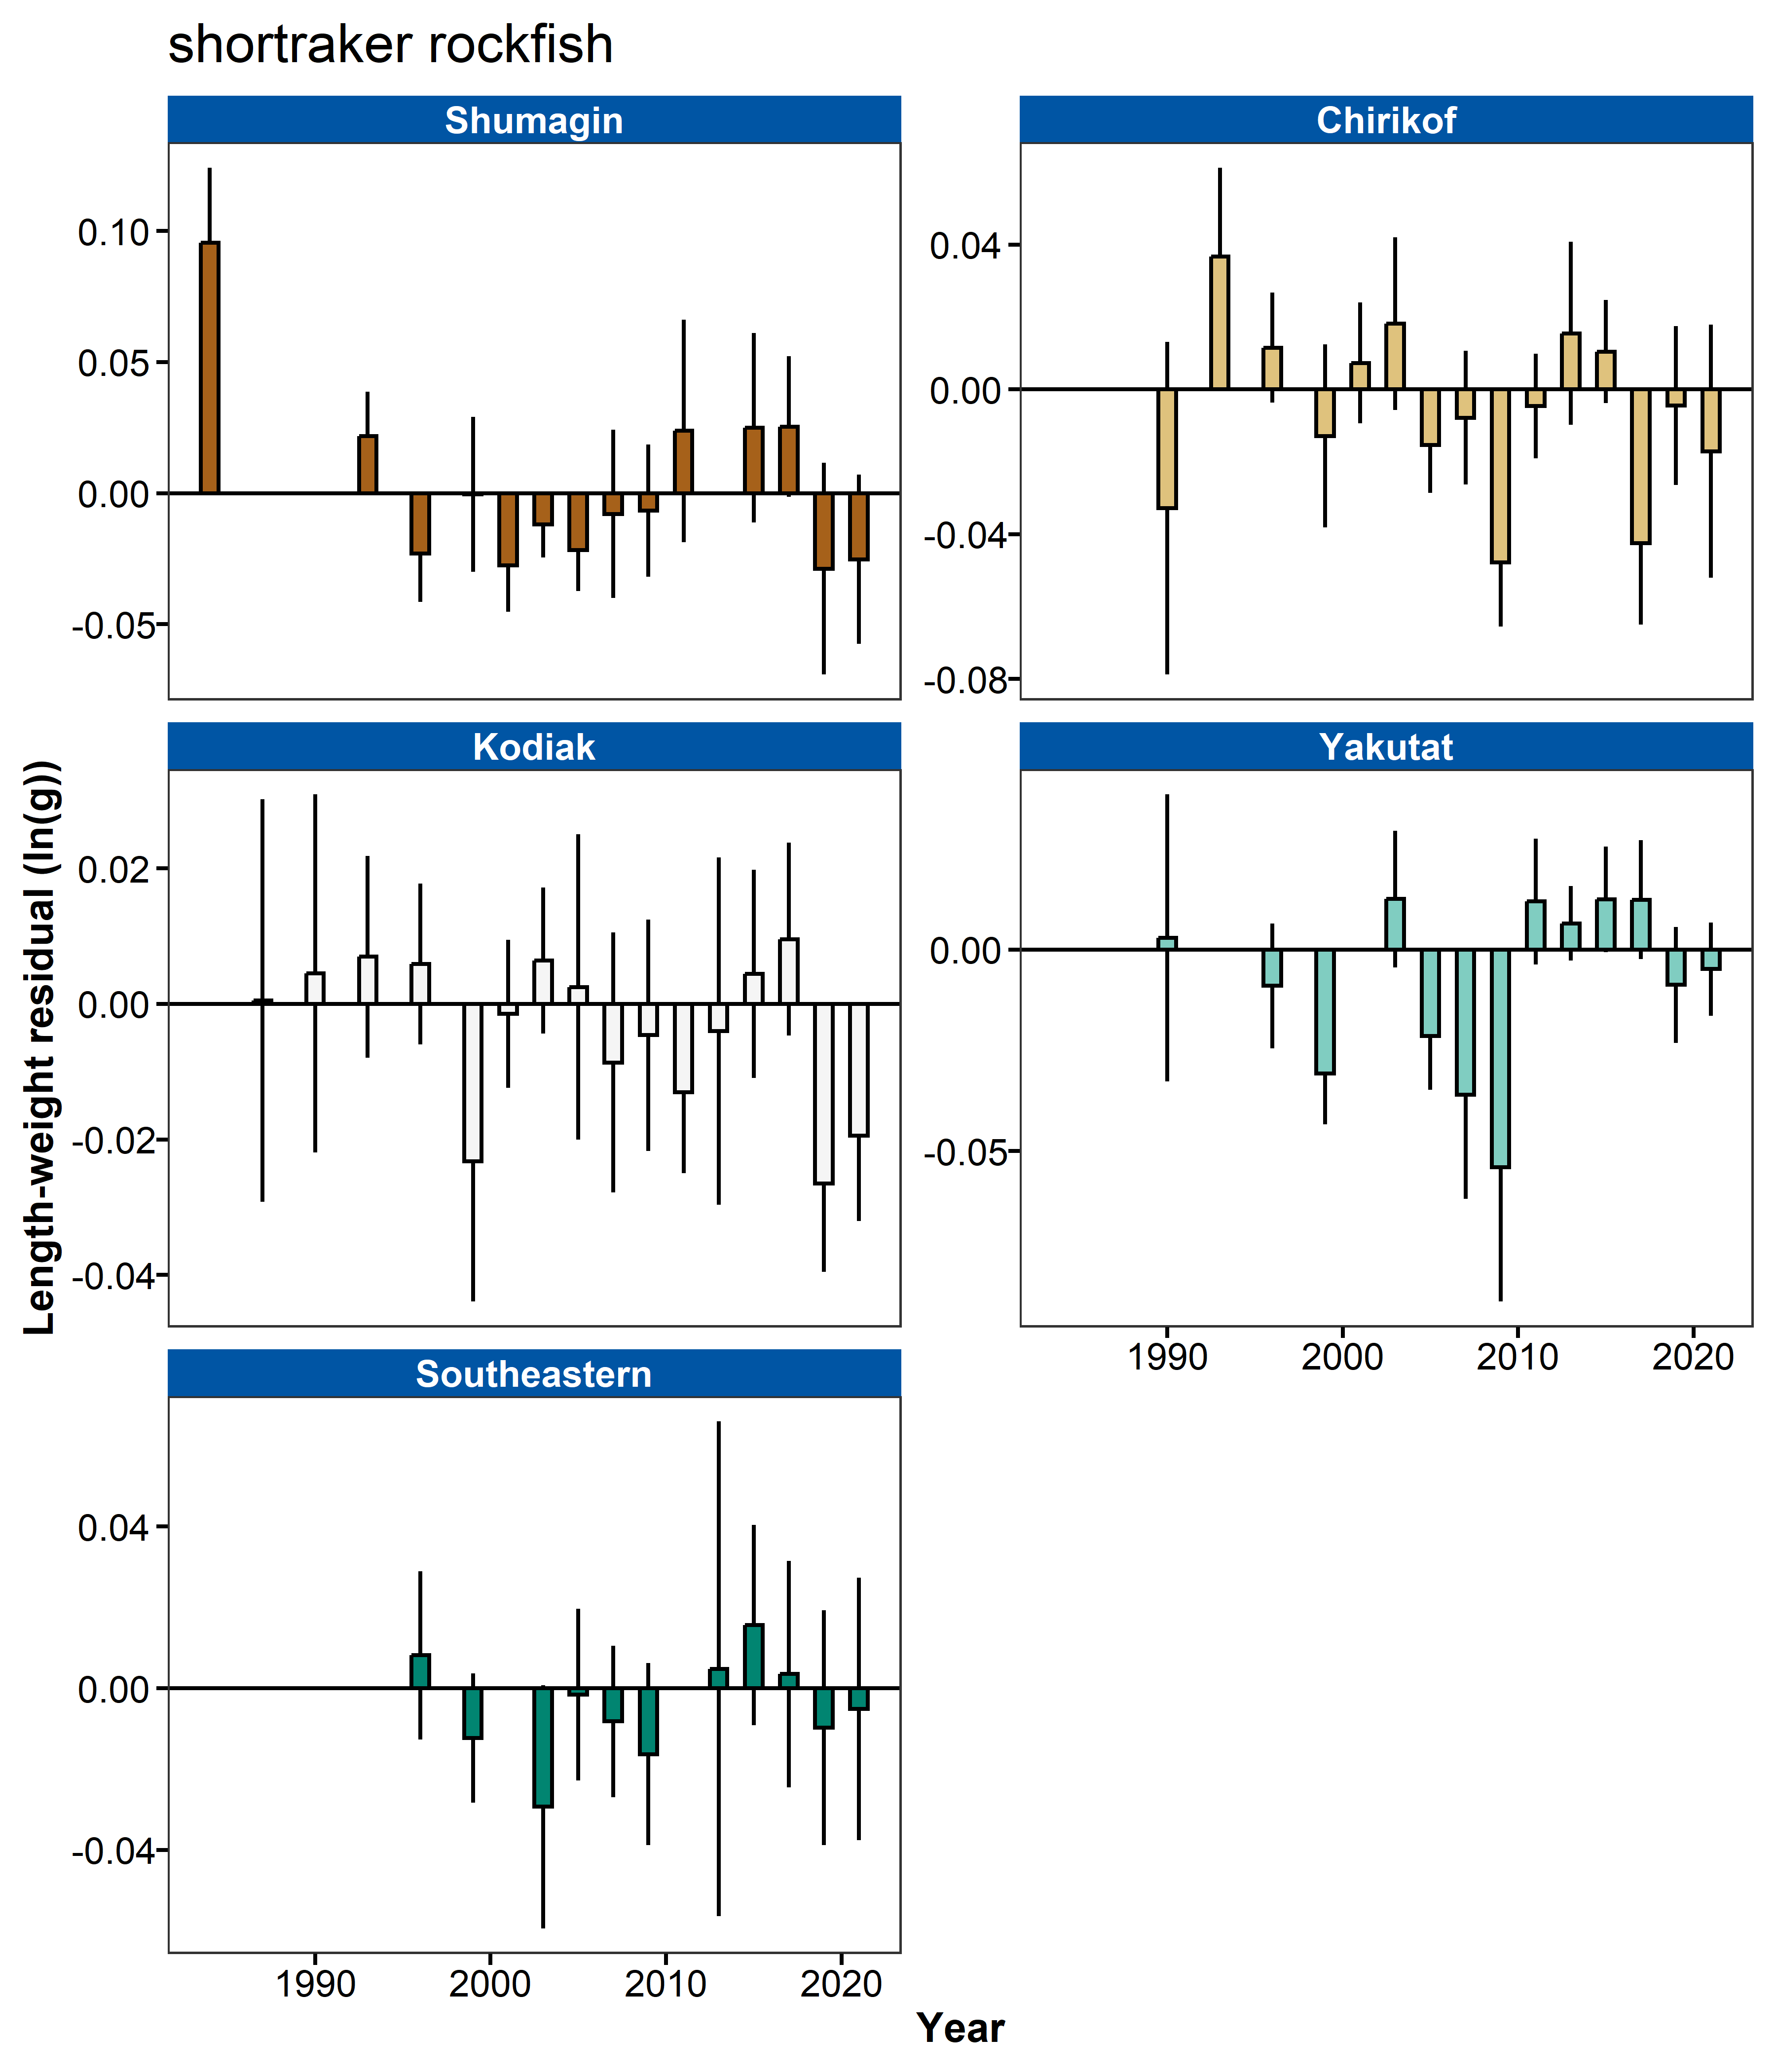 shortraker rockfish
Shumagin
0.10
0.05
0.00
-0.05
Chirikof
0.04
0.00
-0.04
-0.08
Length-weight residual (ln(g))
Kodiak
0.02
0.00
-0.02
-0.04
Yakutat
0.00
-0.05
1990 2000 2010 2020
Southeastern
0.04
0.00
-0.04
1990 2000 2010 2020
Year